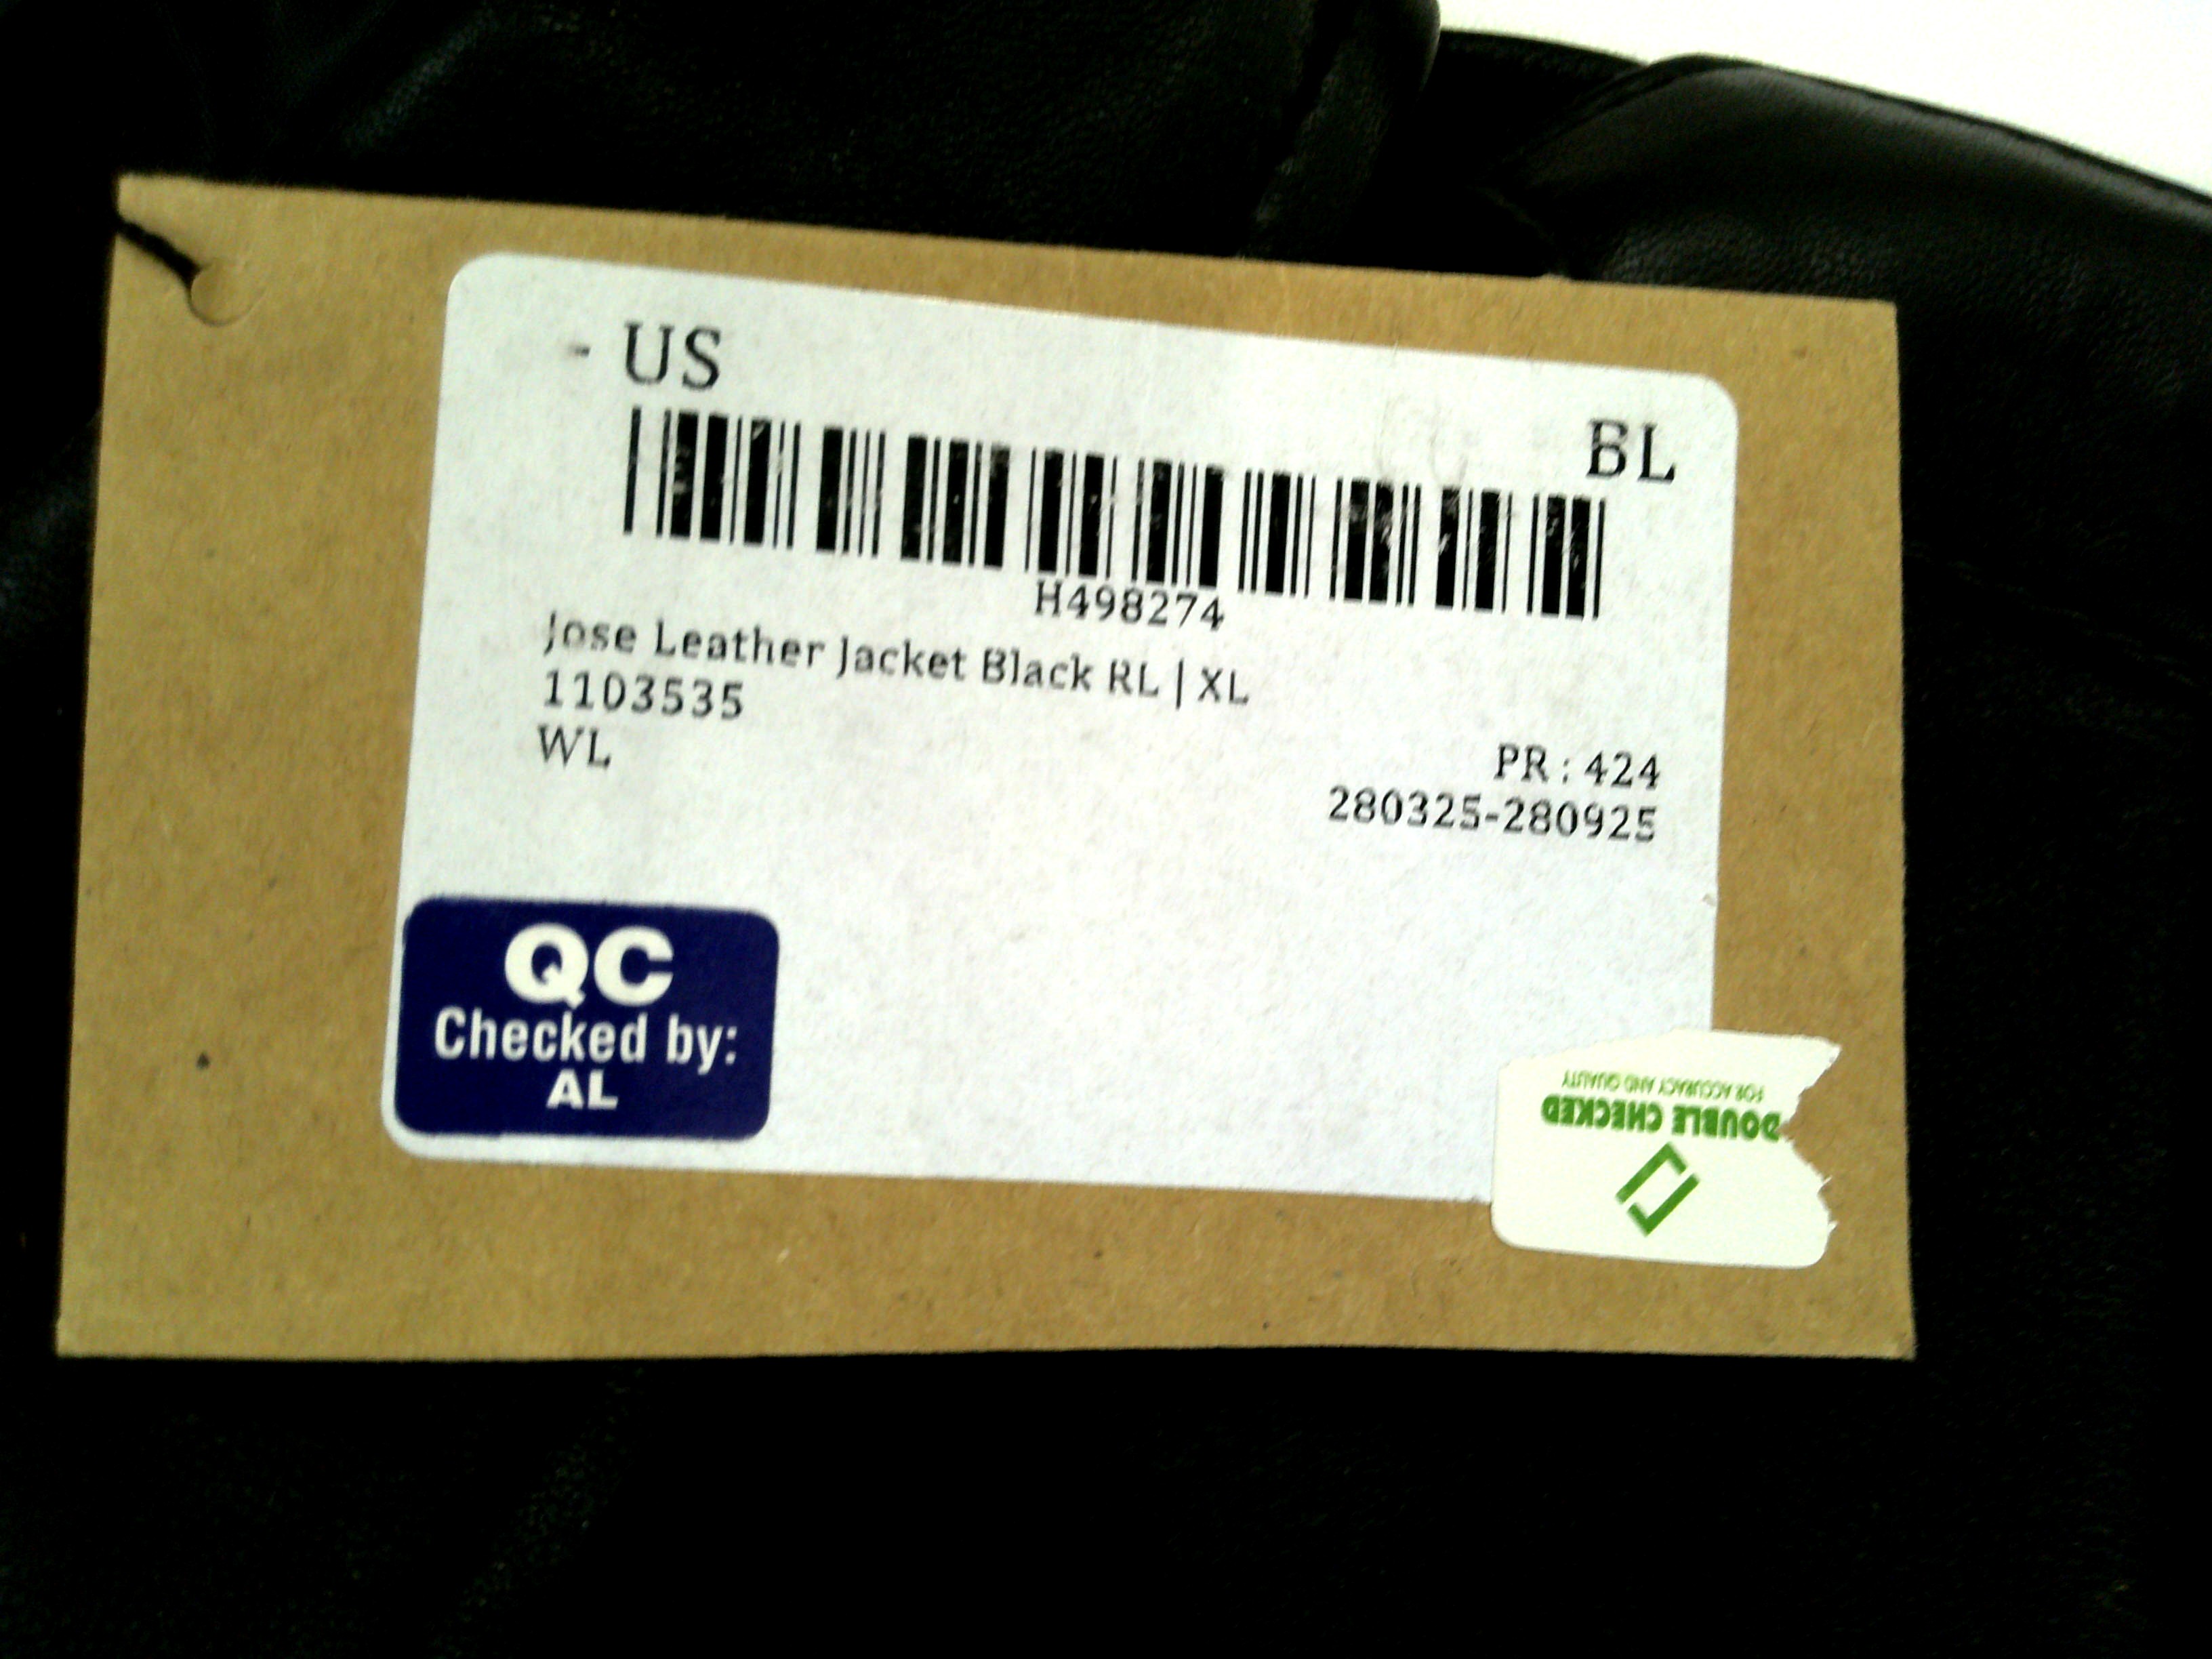 - US
BL
H498274
Jose Leather Jacket Black RL | XL
1103535
WL
PR : 424
280325-280925
QC
Checked by:
AL
DOUBLE CHECKED
FOR ACCURACY AND QUALITY